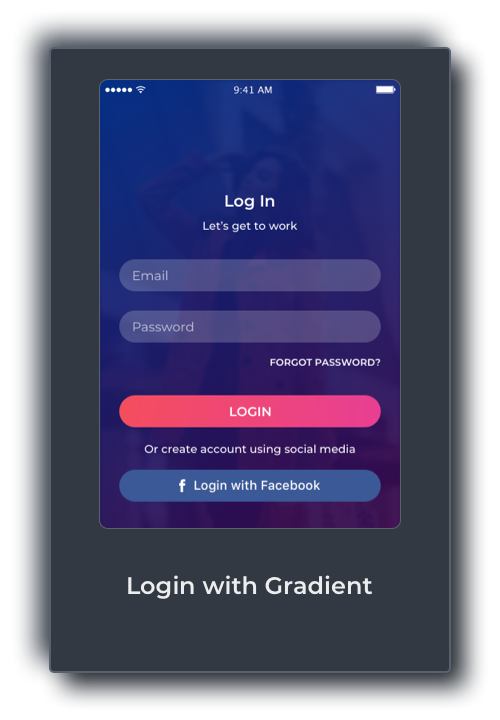 9:41 AM
Log In
Let's get to work
Email
Password
FORGOT PASSWORD?
LOGIN
Or create account using social media
f Login with Facebook
Login with Gradient